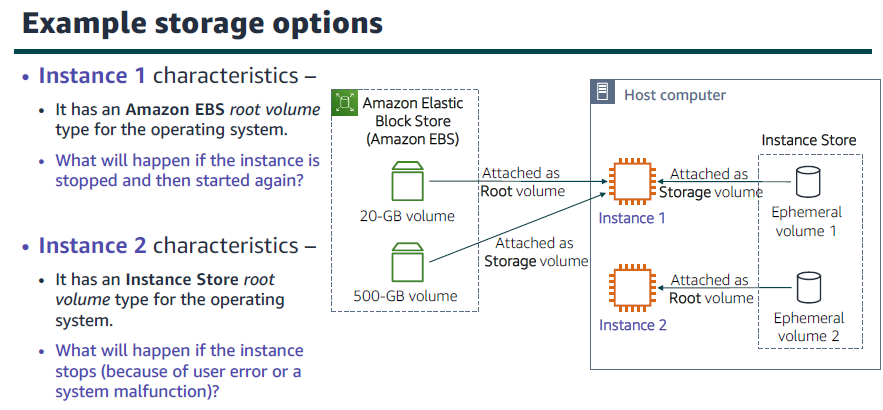 Example storage options
• Instance 1 characteristics –
• It has an Amazon EBS root volume
type for the operating system.
• What will happen if the instance is
stopped and then started again?
• Instance 2 characteristics –
• It has an Instance Store root
volume type for the operating
system.
• What will happen if the instance
stops (because of user error or a
system malfunction)?
Amazon Elastic
Block Store
(Amazon EBS)
20-GB volume
500-GB volume
Attached as
Root volume
Attached as
Storage volume
Host computer
Instance Store
Instance 1
Attached as
Storage volume
Ephemeral
volume 1
Instance 2
Attached as
Root volume
Ephemeral
volume 2